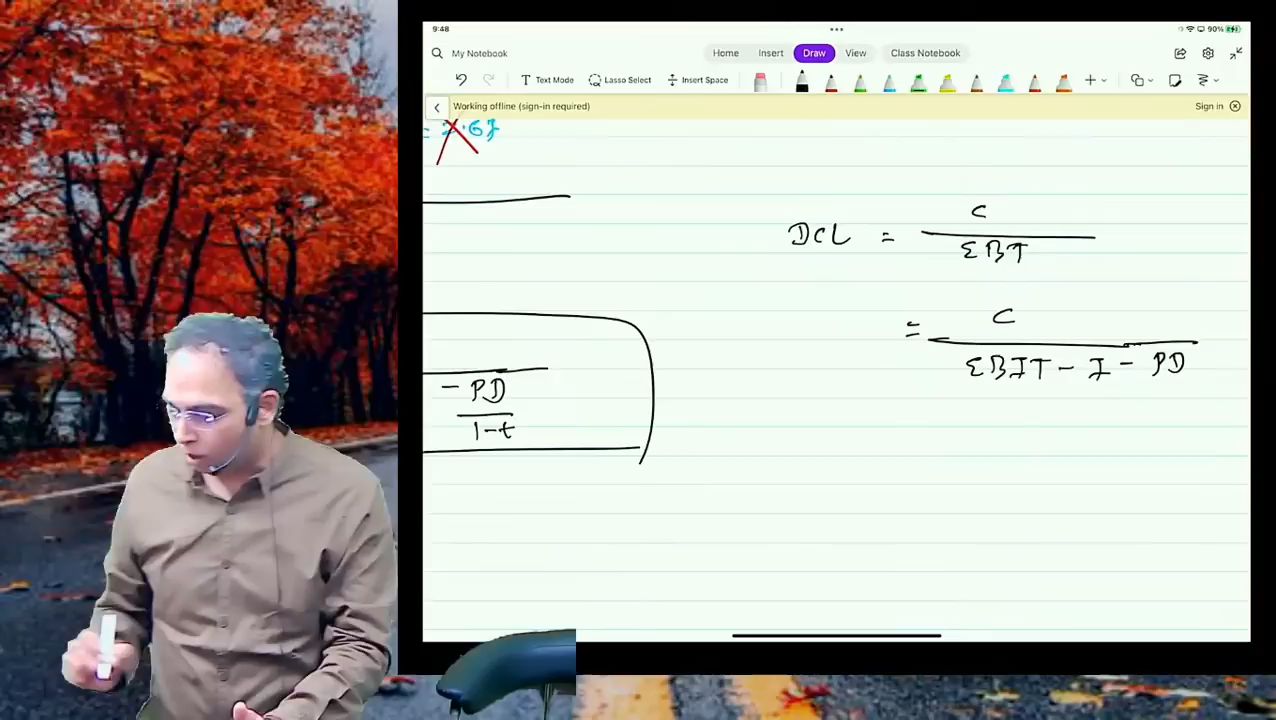 9:48
90%
My Notebook
Home Insert Draw View Class Notebook
Text Mode Lasso Select Insert Space
Working offline (sign-in required) Sign in
DCL = C
EBT
= C
EBIT - I - PD
- PD
1-t